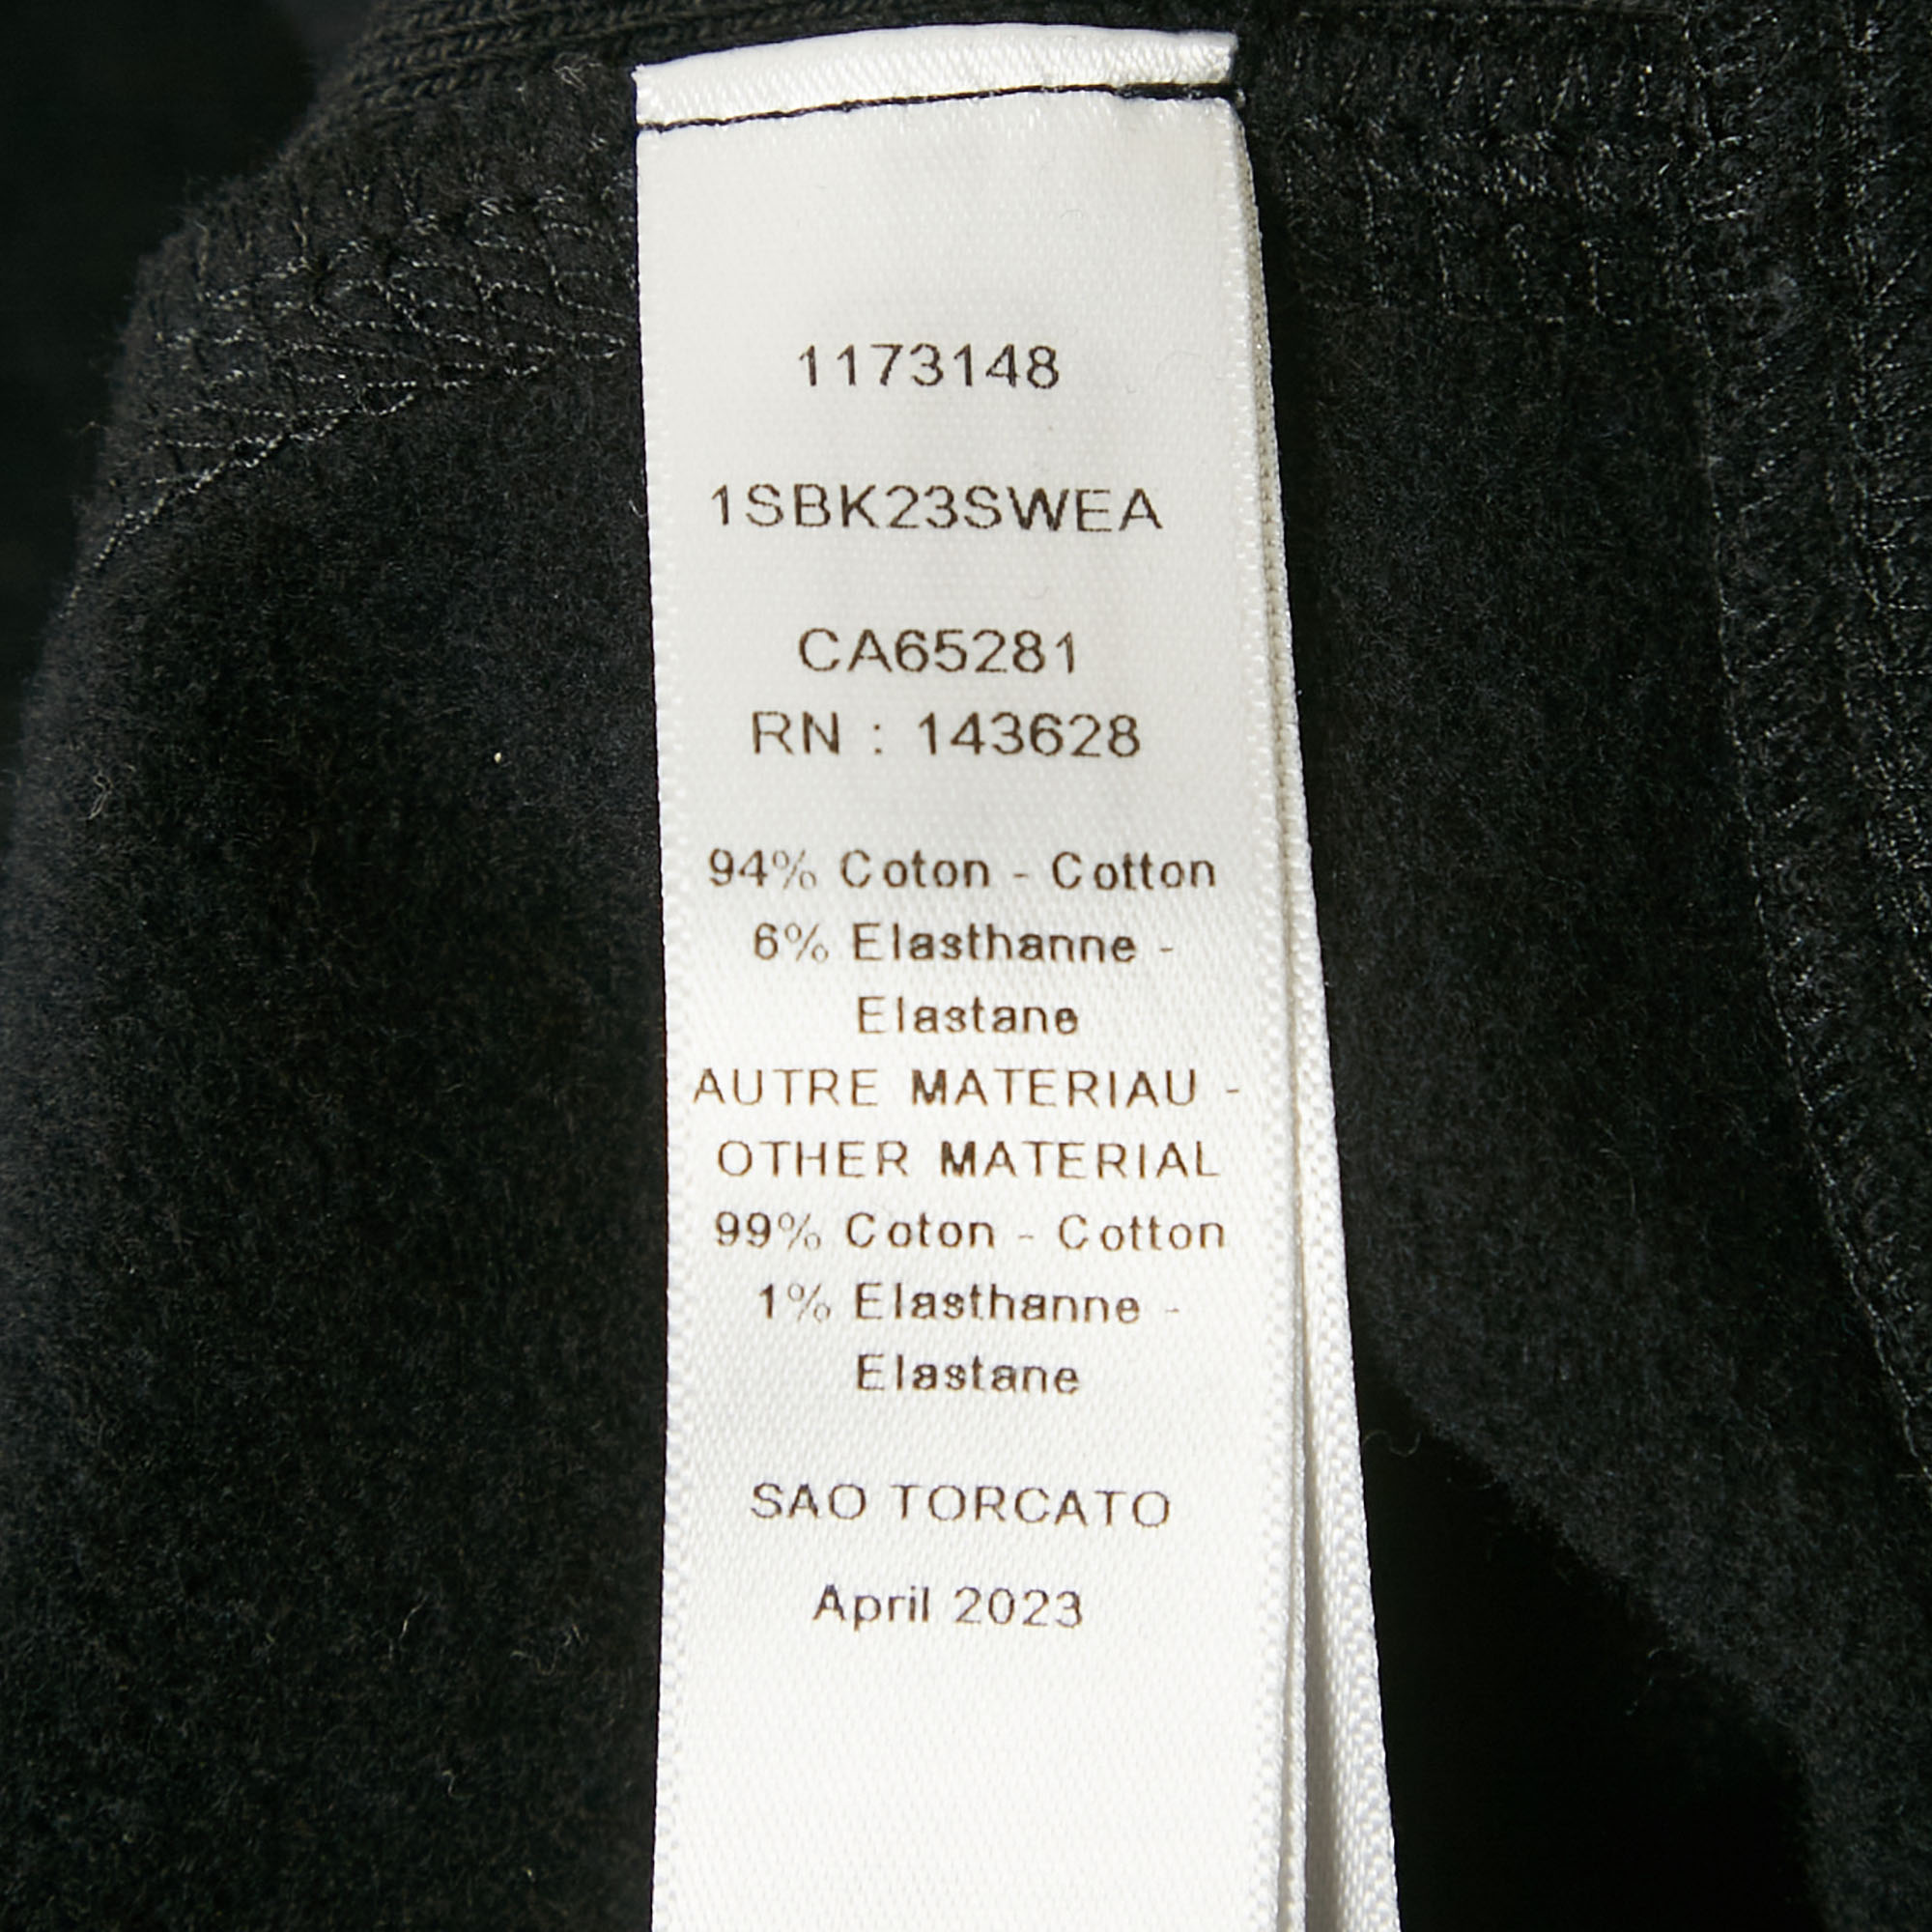 1173148
1SBK23SWEA
CA65281
RN : 143628
94% Coton - Cotton
6% Elasthanne -
Elastane
AUTRE MATERIAU -
OTHER MATERIAL
99% Coton - Cotton
1% Elasthanne -
Elastane
SAO TORCATO
April 2023